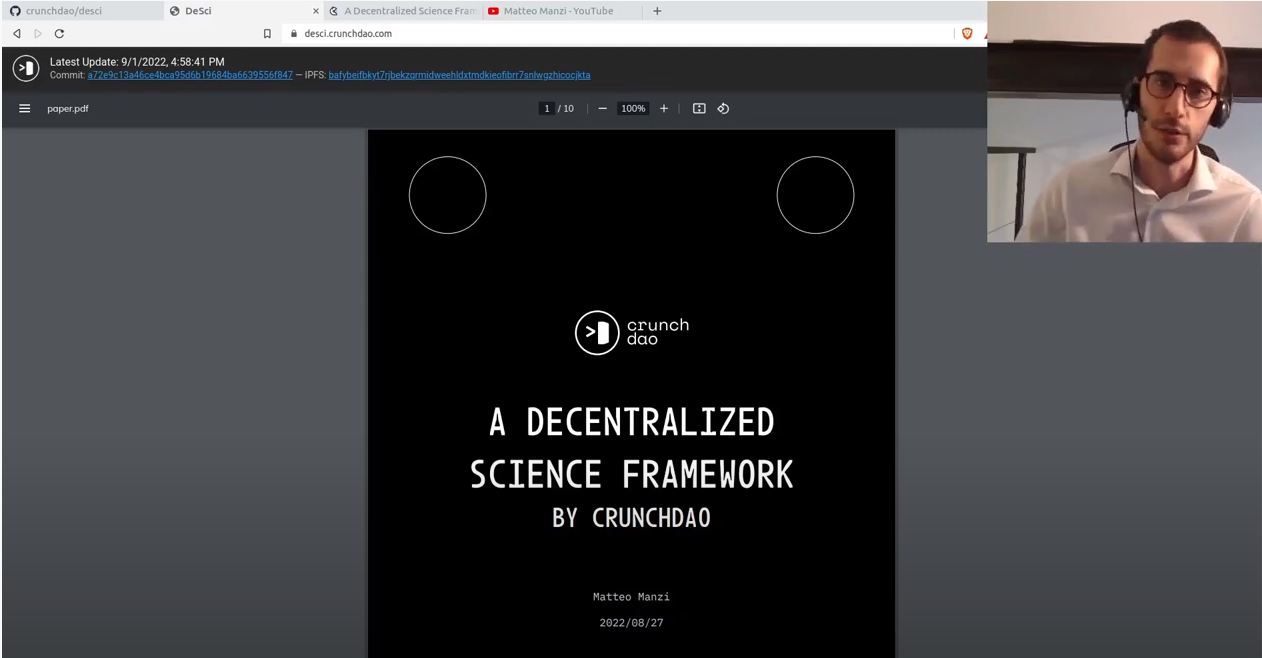 crunchdao/desci
DeSci
A Decentralized Science Fram
Matteo Manzi - YouTube
desci.crunchdao.com
Latest Update: 9/1/2022, 4:58:41 PM
Commit: a72e9c13a46ce4bca95d6b19684ba6639556f847 — IPFS: bafybeifbkyt7rjbekzqrmidweehldxtmdkieofibrr7snlwgzhicocjkta
paper.pdf
1 / 10
100%
crunch
dao
A DECENTRALIZED
SCIENCE FRAMEWORK
BY CRUNCHDAO
Matteo Manzi
2022/08/27